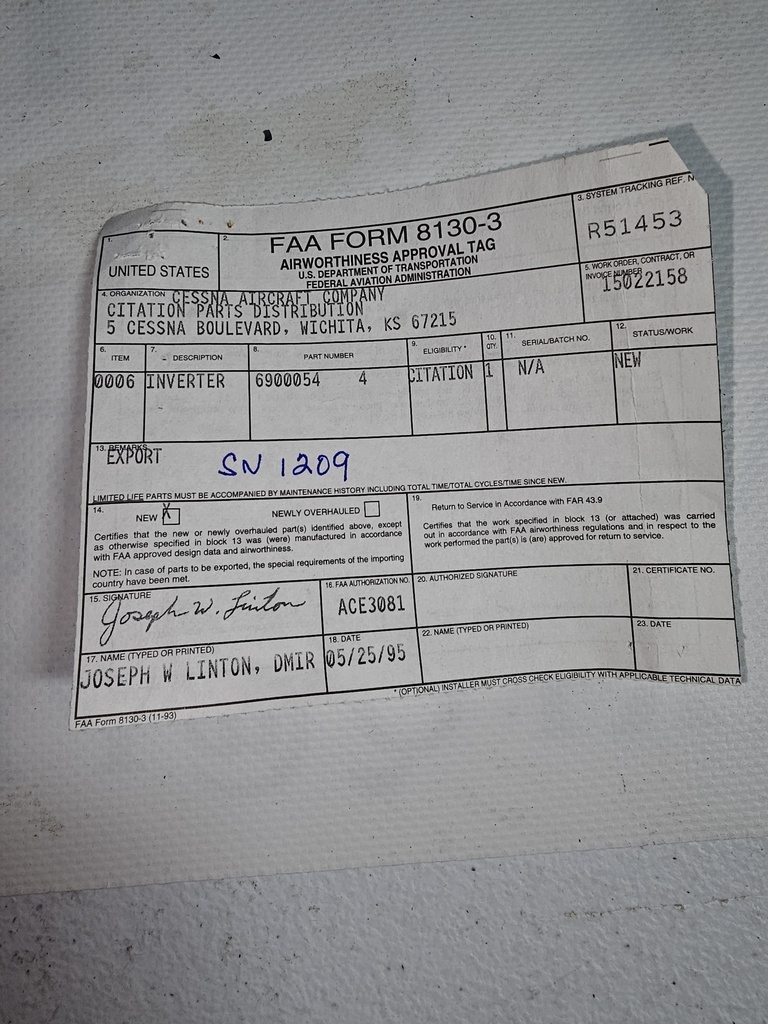 1.
UNITED STATES
2.
FAA FORM 8130-3
AIRWORTHINESS APPROVAL TAG
U.S. DEPARTMENT OF TRANSPORTATION
FEDERAL AVIATION ADMINISTRATION
3. SYSTEM TRACKING REF. N
R51453
4. ORGANIZATION CESSNA AIRCRAFT COMPANY
CITATION PARTS DISTRIBUTION
5 CESSNA BOULEVARD, WICHITA, KS 67215
5. WORK ORDER, CONTRACT, OR
INVOICE NUMBER
15022158
6. ITEM
7. DESCRIPTION
8. PART NUMBER
9. ELIGIBILITY *
10. QTY.
11. SERIAL/BATCH NO.
12. STATUS/WORK
0006 INVERTER 6900054 4 CITATION 1 N/A NEW
13. REMARKS
EXPORT
SN 1209
LIMITED LIFE PARTS MUST BE ACCOMPANIED BY MAINTENANCE HISTORY INCLUDING TOTAL TIME/TOTAL CYCLES/TIME SINCE NEW.
14.
NEW X NEWLY OVERHAULED
Certifies that the new or newly overhauled part(s) identified above, except
as otherwise specified in block 13 was (were) manufactured in accordance
with FAA approved design data and airworthiness.
NOTE: In case of parts to be exported, the special requirements of the importing
country have been met.
19.
Return to Service in Accordance with FAR 43.9
Certifies that the work specified in block 13 (or attached) was carried
out in accordance with FAA airworthiness regulations and in respect to the
work performed the part(s) is (are) approved for return to service.
15. SIGNATURE
Joseph W. Linton
16. FAA AUTHORIZATION NO.
ACE3081
20. AUTHORIZED SIGNATURE
21. CERTIFICATE NO.
17. NAME (TYPED OR PRINTED)
JOSEPH W LINTON, DMIR
18. DATE
05/25/95
22. NAME (TYPED OR PRINTED)
23. DATE
FAA Form 8130-3 (11-93)
* (OPTIONAL) INSTALLER MUST CROSS CHECK ELIGIBILITY WITH APPLICABLE TECHNICAL DATA